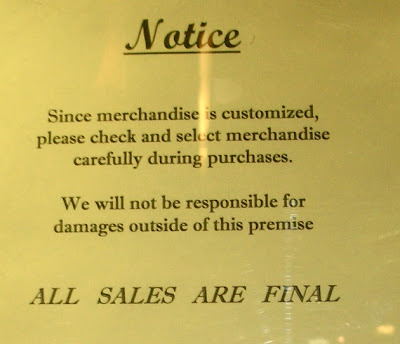 Notice
Since merchandise is customized,
please check and select merchandise
carefully during purchases.
We will not be responsible for
damages outside of this premise
ALL SALES ARE FINAL